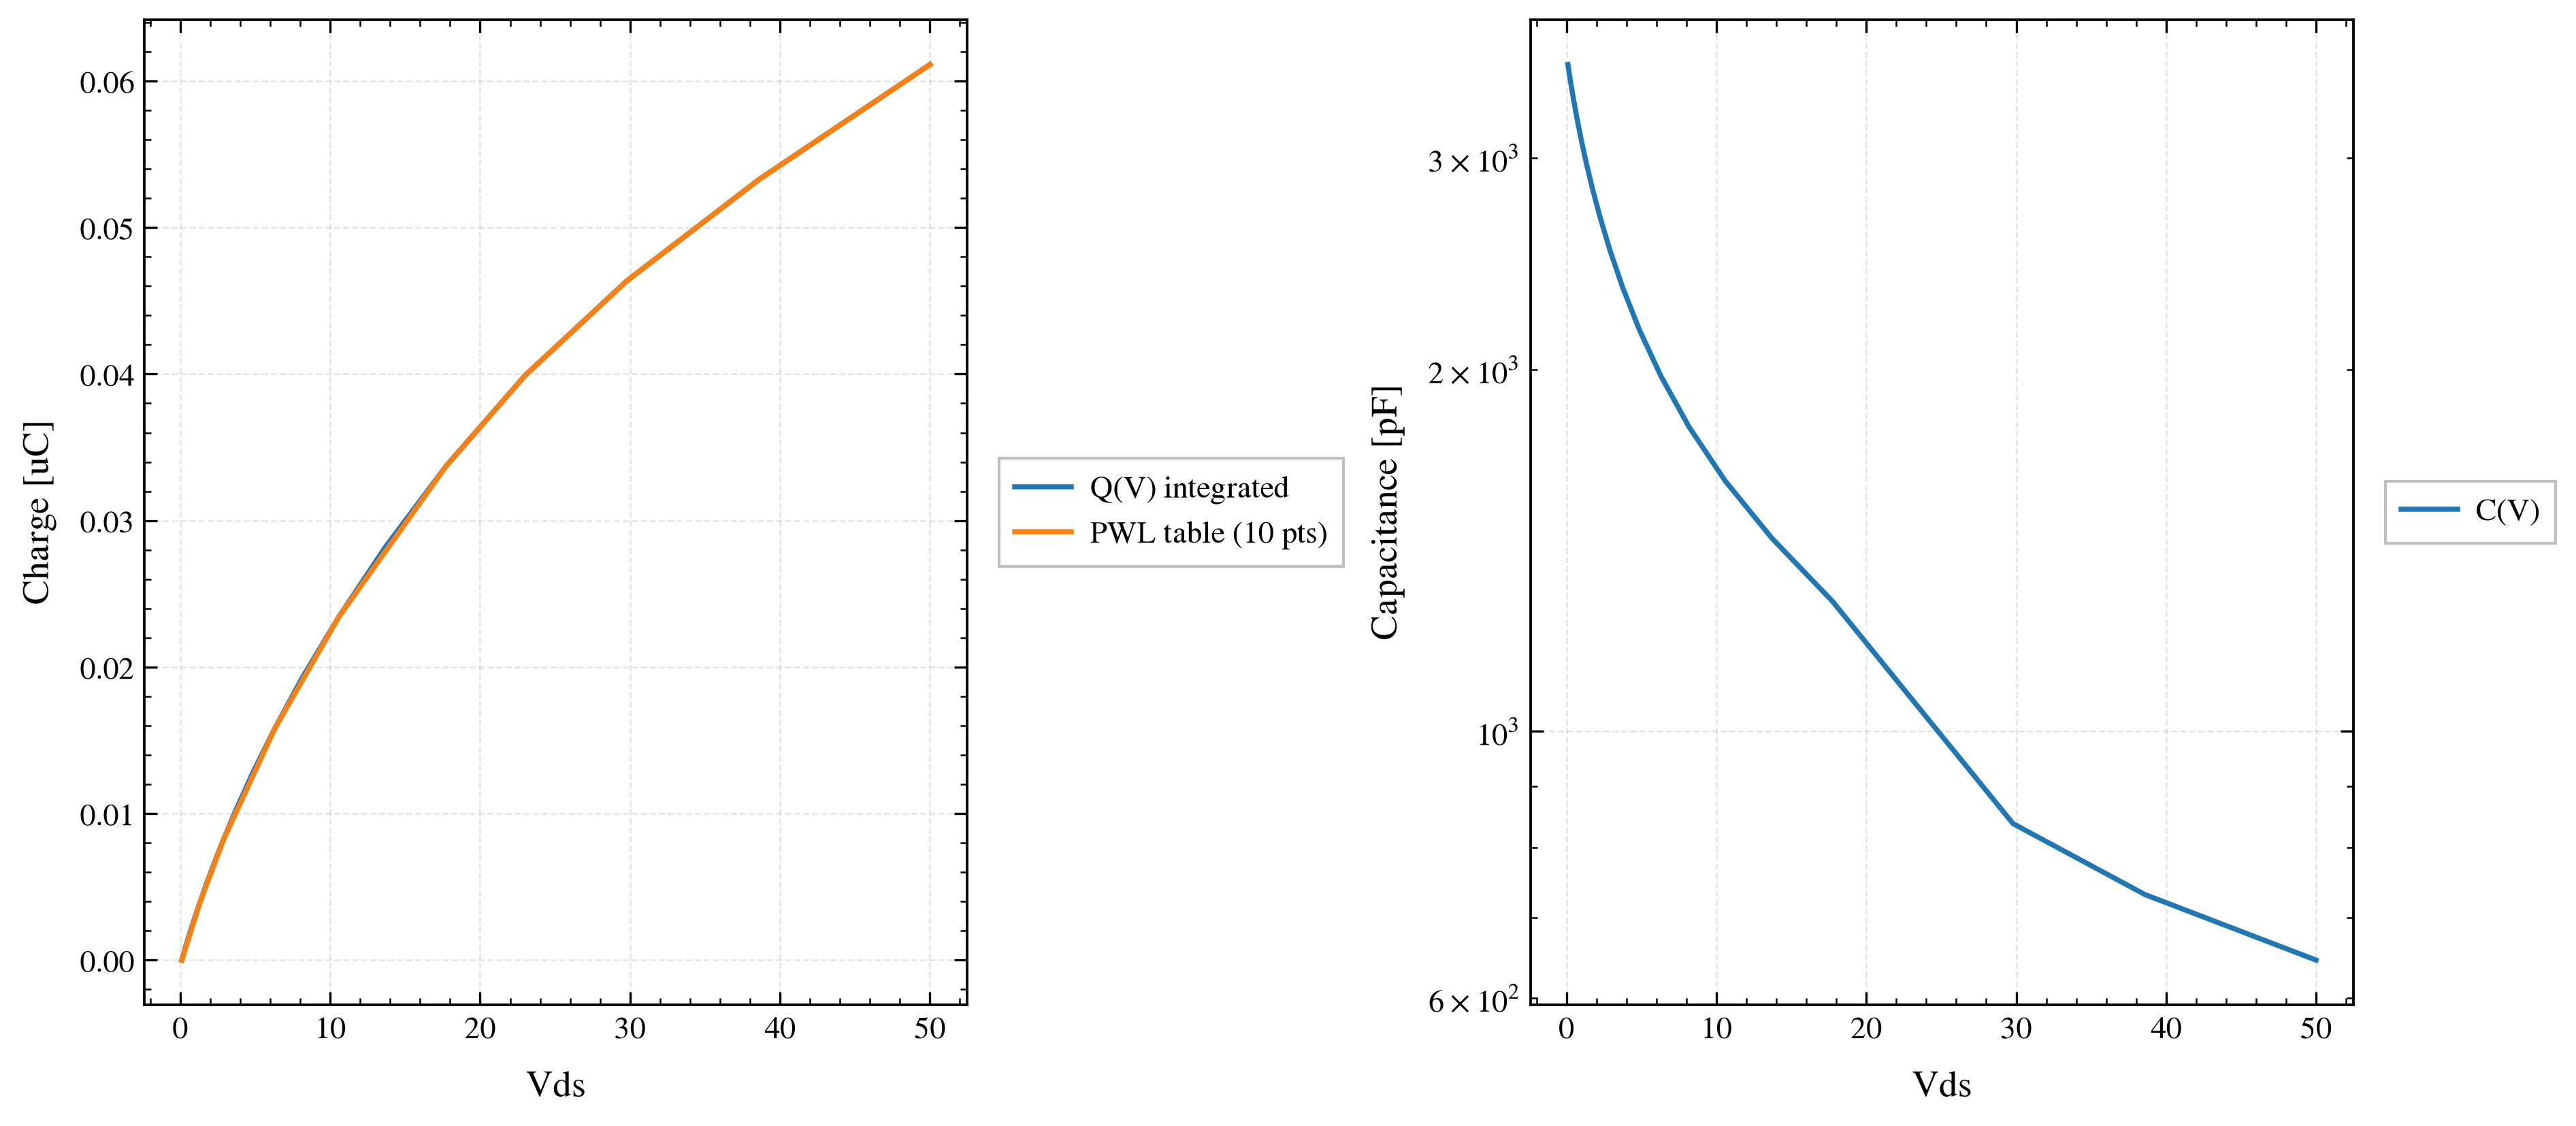 0.06
0.05
0.04
0.03
0.02
0.01
0.00
Charge [uC]
0 10 20 30 40 50
Vds
Q(V) integrated
PWL table (10 pts)
3 × 10³
2 × 10³
10³
6 × 10²
Capacitance [pF]
0 10 20 30 40 50
Vds
C(V)